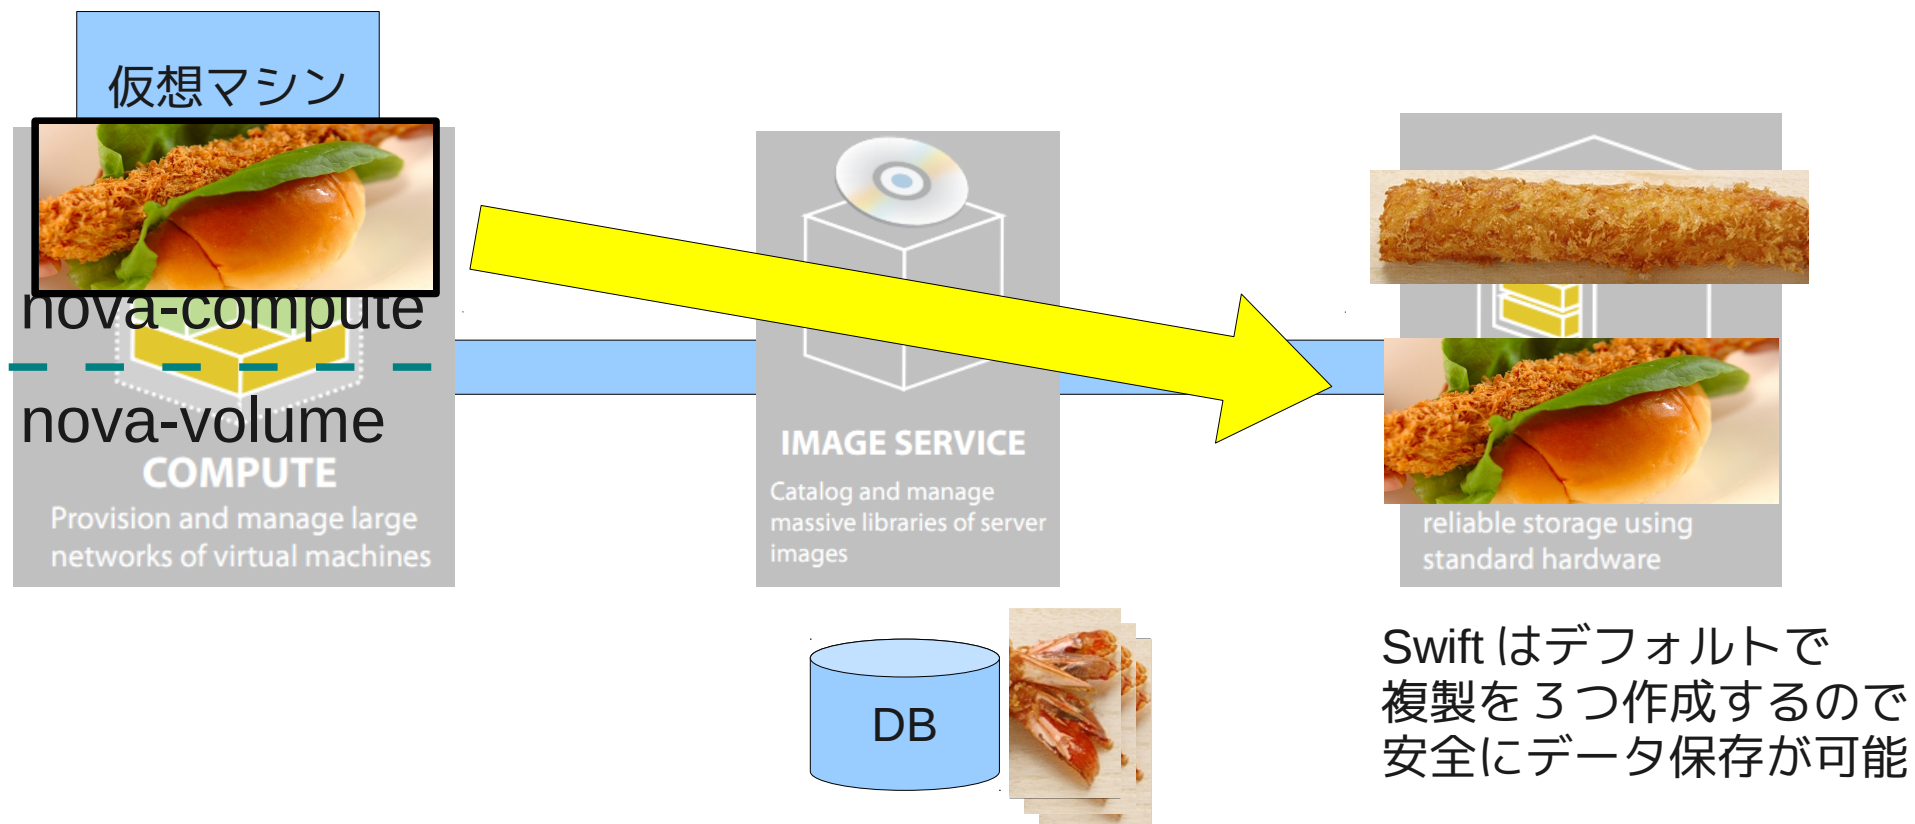 仮想マシン
nova-compute
nova-volume
COMPUTE
Provision and manage large
networks of virtual machines
IMAGE SERVICE
Catalog and manage
massive libraries of server
images
reliable storage using
standard hardware
DB
Swift はデフォルトで
複製を３つ作成するので
安全にデータ保存が可能